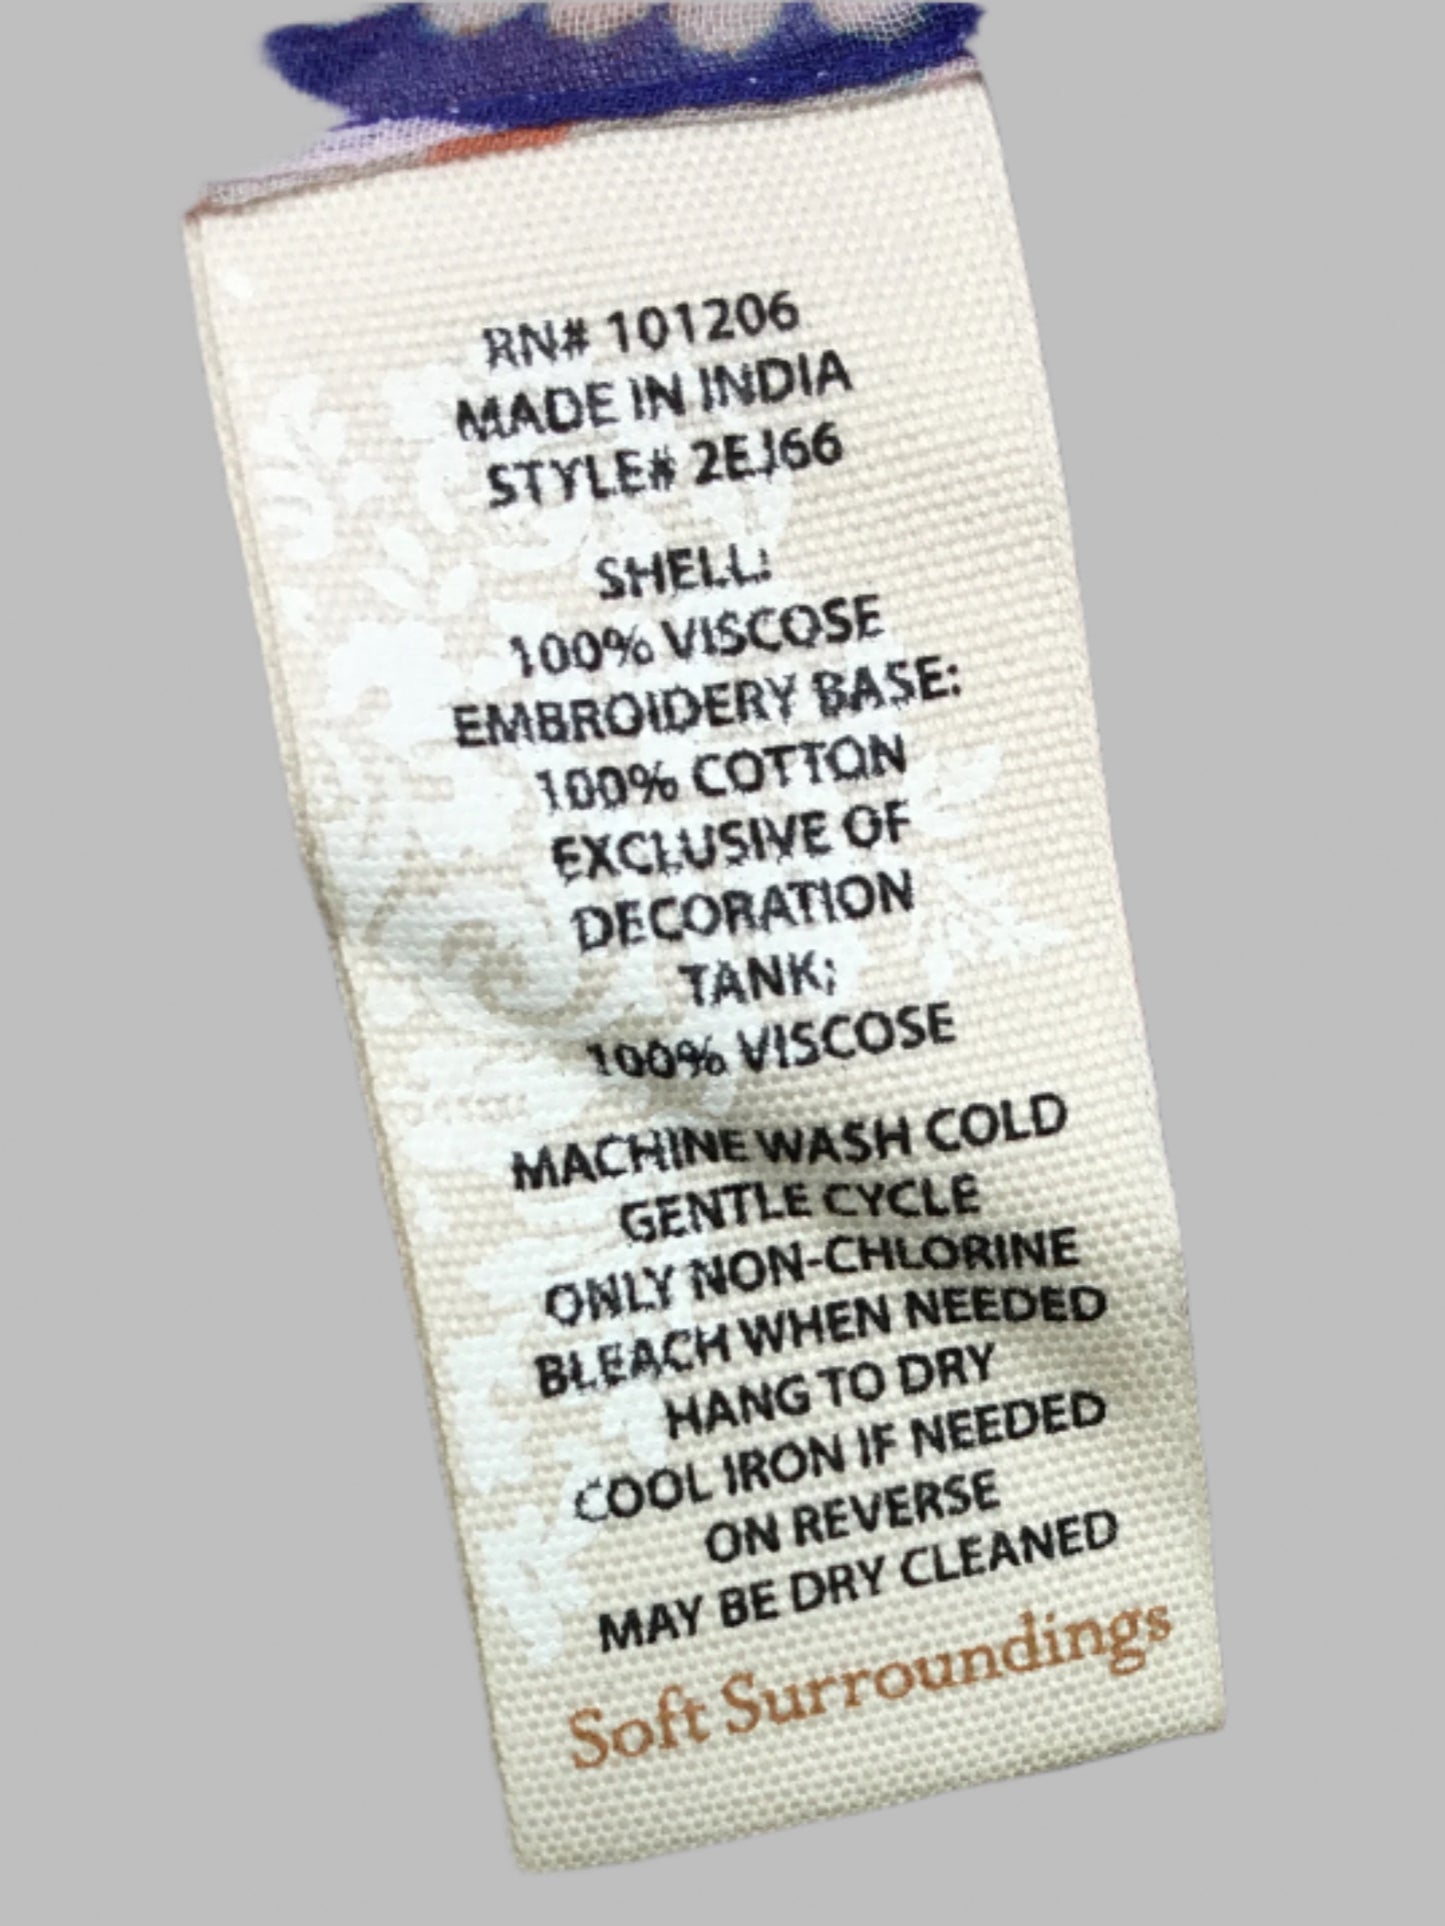 RN# 101206
MADE IN INDIA
STYLE# 2EJ66
SHELL:
100% VISCOSE
EMBROIDERY BASE:
100% COTTON
EXCLUSIVE OF
DECORATION
TANK:
100% VISCOSE
MACHINE WASH COLD
GENTLE CYCLE
ONLY NON-CHLORINE
BLEACH WHEN NEEDED
HANG TO DRY
COOL IRON IF NEEDED
ON REVERSE
MAY BE DRY CLEANED
Soft Surroundings